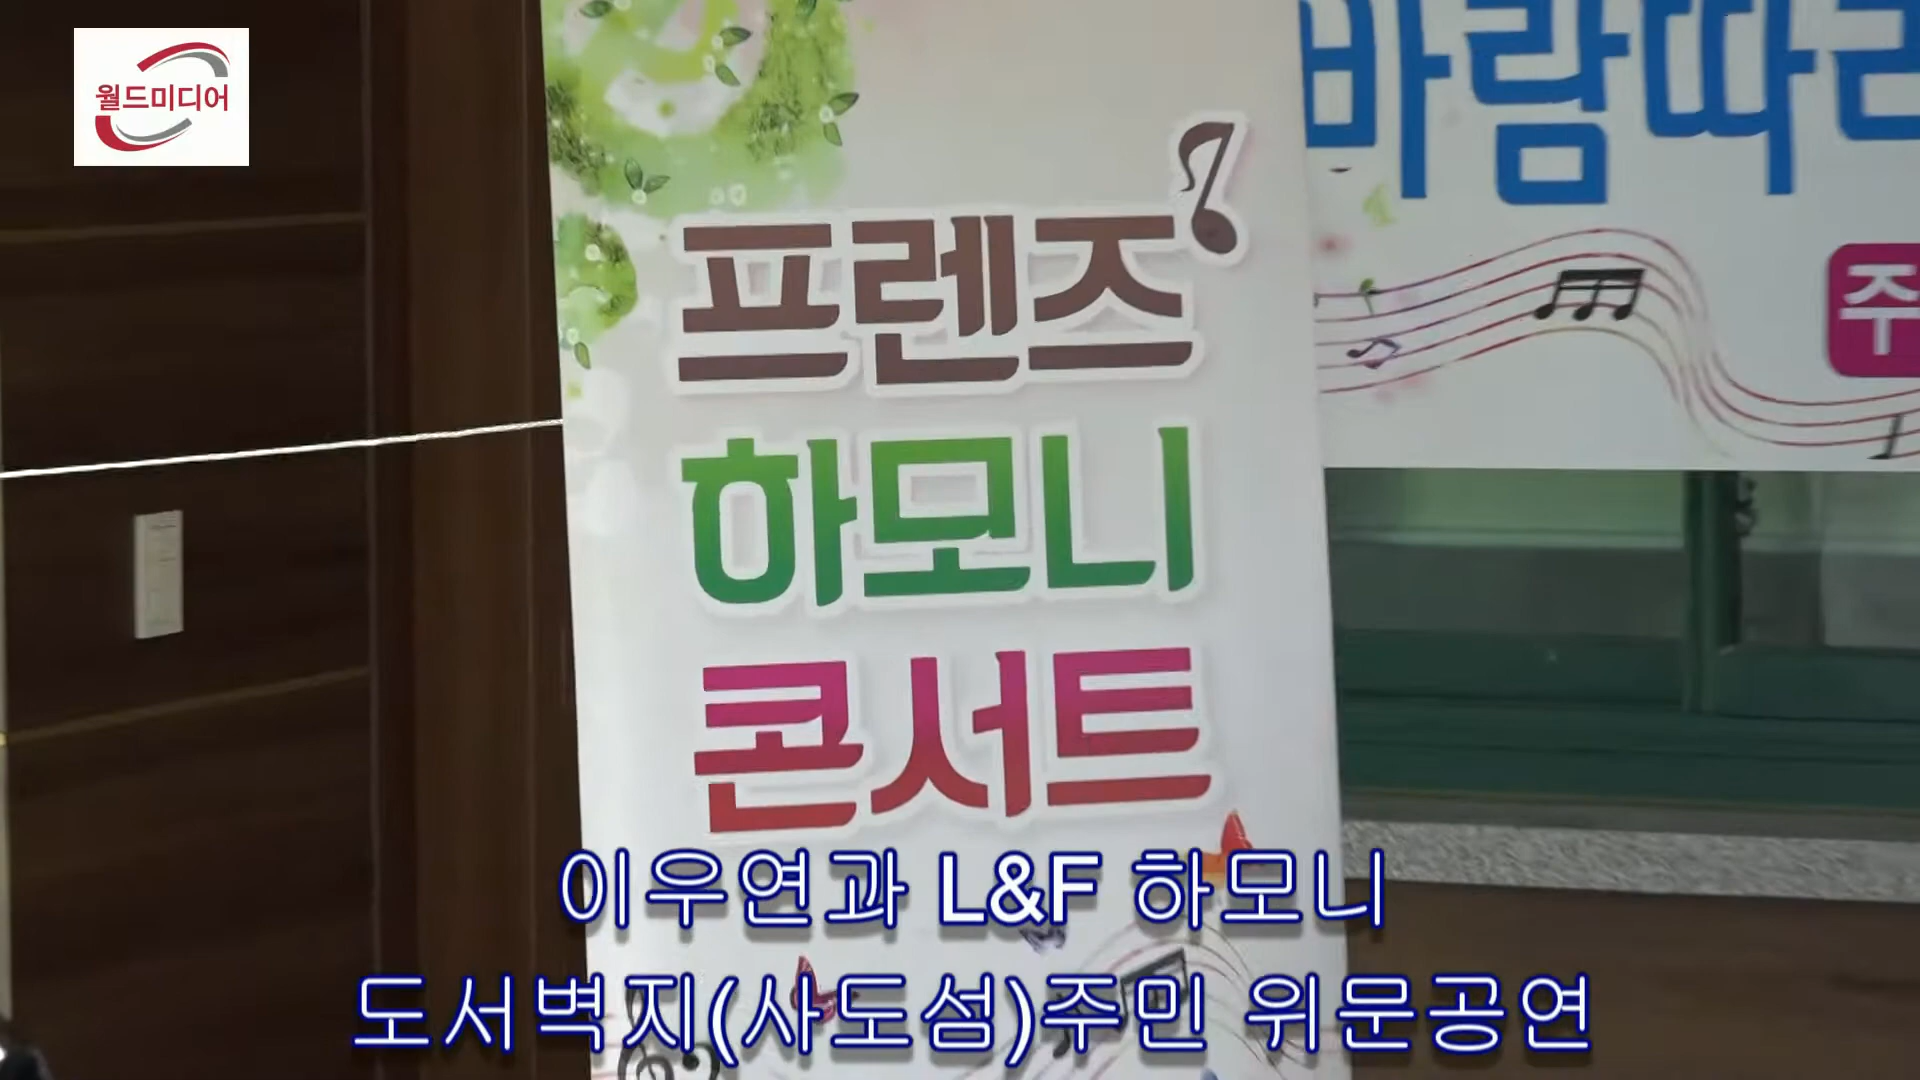 월드미디어
바람따라
프렌즈
하모니
콘서트
이우연과 L&F 하모니
도서벽지(사도섬)주민 위문공연